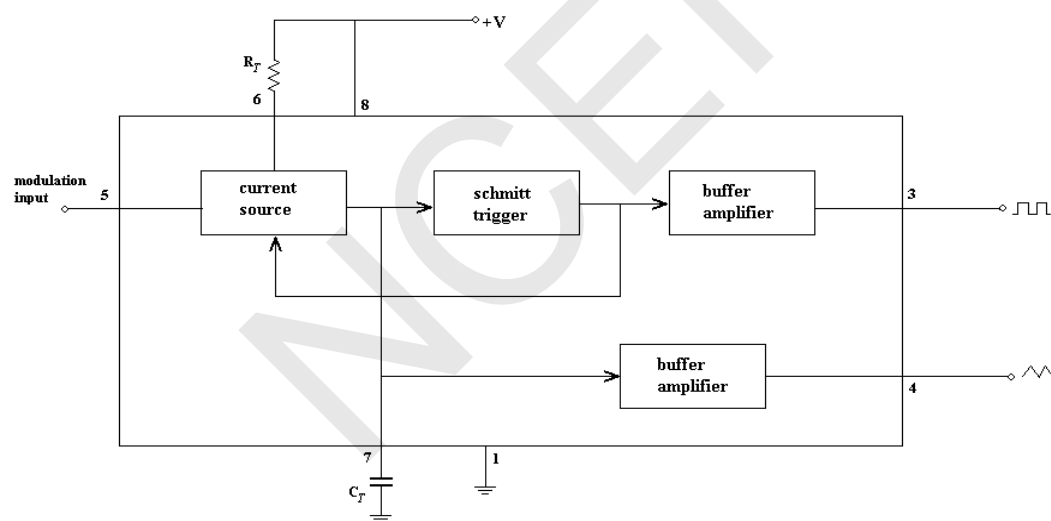 +V
R_T
6
8
modulation
input
5
current
source
schmitt
trigger
buffer
amplifier
3
buffer
amplifier
4
7
1
C_T